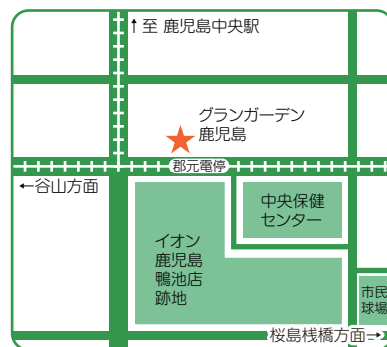 ↑至 鹿児島中央駅
グランガーデン
鹿児島
郡元電停
←谷山方面
中央保健
センター
イオン
鹿児島
鴨池店
跡地
市民
球場
桜島桟橋方面→